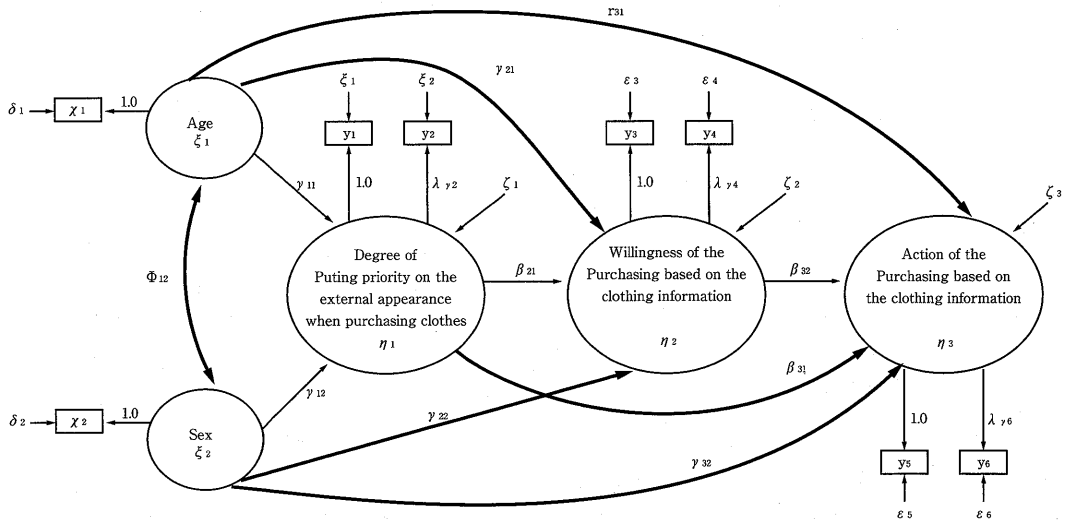 r31
γ21
ξ1
ξ2
ε3
ε4
δ1
χ1
1.0
Age
ξ1
y1
y2
y3
y4
γ11
1.0
λγ2
ζ1
1.0
λγ4
ζ2
ζ3
Φ12
Degree of
Puting priority on the
external appearance
when purchasing clothes
η1
β21
Willingness of the
Purchasing based on the
clothing information
η2
β32
Action of the
Purchasing based on
the clothing information
η3
γ12
β31
δ2
χ2
1.0
Sex
ξ2
γ22
γ32
1.0
λγ6
y5
y6
ε5
ε6